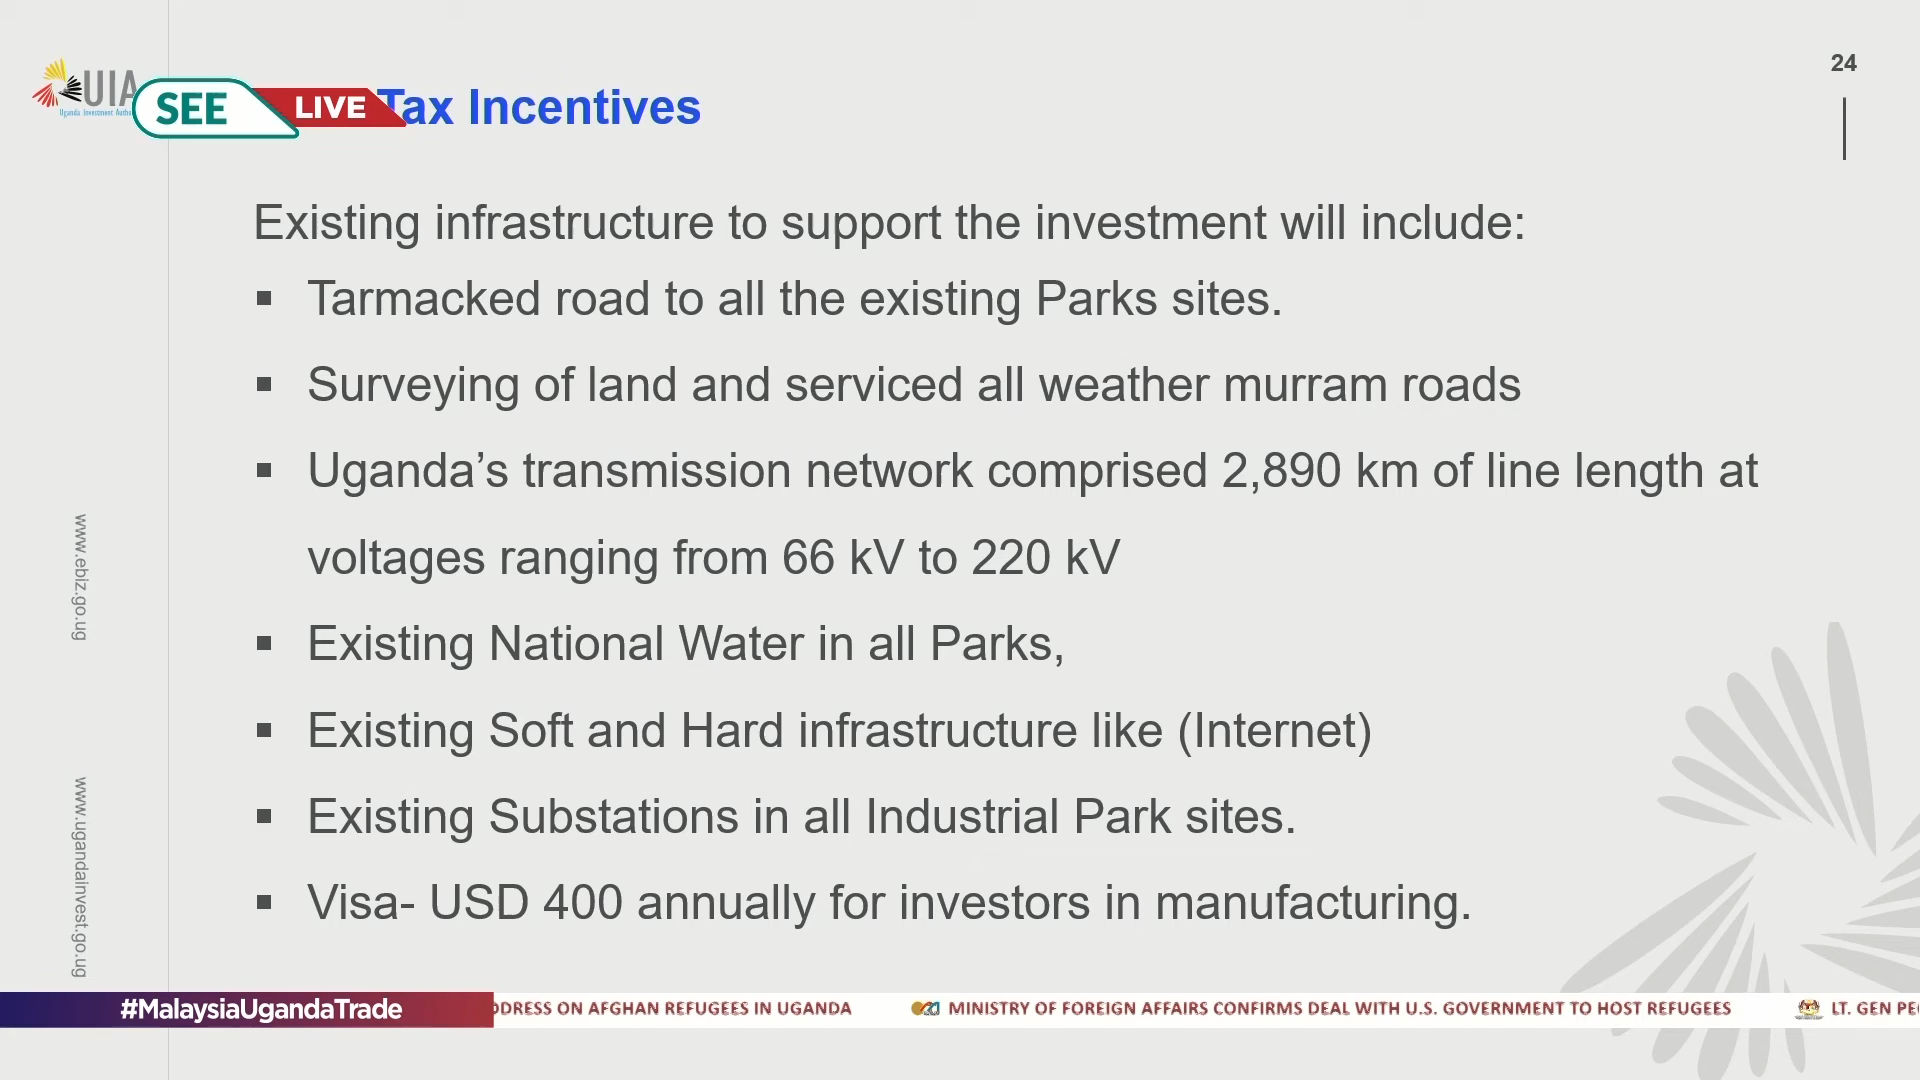 24
UIA
Uganda Investment
SEE
LIVE
Tax Incentives
Existing infrastructure to support the investment will include:
▪ Tarmacked road to all the existing Parks sites.
▪ Surveying of land and serviced all weather murram roads
▪ Uganda’s transmission network comprised 2,890 km of line length at
voltages ranging from 66 kV to 220 kV
▪ Existing National Water in all Parks,
▪ Existing Soft and Hard infrastructure like (Internet)
▪ Existing Substations in all Industrial Park sites.
▪ Visa- USD 400 annually for investors in manufacturing.
www.ebiz.go.ug
www.ugandainvest.go.ug
#MalaysiaUgandaTrade
DDRESS ON AFGHAN REFUGEES IN UGANDA MINISTRY OF FOREIGN AFFAIRS CONFIRMS DEAL WITH U.S. GOVERNMENT TO HOST REFUGEES LT. GEN